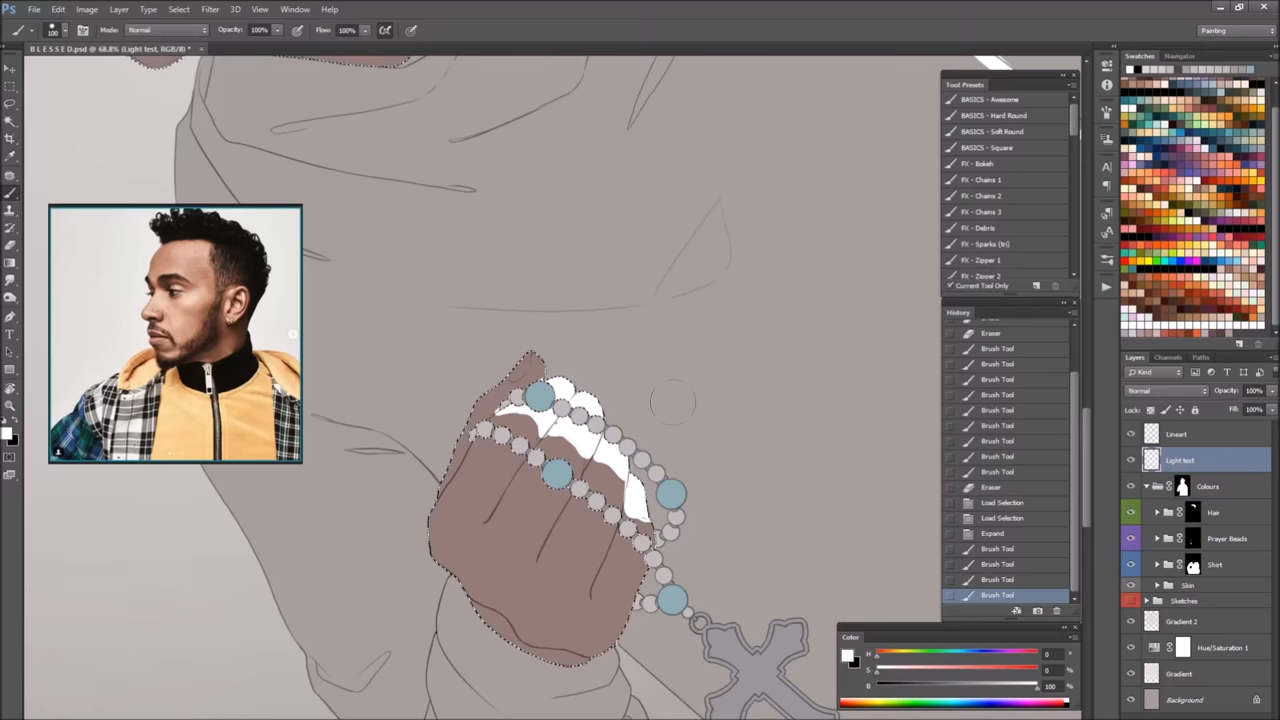 Ps File Edit Image Layer Type Select Filter 3D View Window Help
100 Mode: Normal Opacity: 100% Flow: 100% Painting
B L E S S E D.psd @ 68.8% (Light test, RGB/8) *
Swatches Navigator
Tool Presets
BASICS - Awesome
BASICS - Hard Round
BASICS - Soft Round
BASICS - Square
FX - Bokeh
FX - Chains 1
FX - Chains 2
FX - Chains 3
FX - Debris
FX - Sparks (tri)
FX - Zipper 1
FX - Zipper 2
Current Tool Only
History
Eraser
Brush Tool
Brush Tool
Brush Tool
Brush Tool
Brush Tool
Brush Tool
Brush Tool
Brush Tool
Brush Tool
Eraser
Load Selection
Load Selection
Expand
Brush Tool
Brush Tool
Brush Tool
Brush Tool
Color
H 0 °
S 0 %
B 100 %
Layers Channels Paths
Kind
Normal Opacity: 100%
Lock: Fill: 100%
Lineart
Light test
Colours
Hair
Prayer Beads
Shirt
Skin
Sketches
Gradient 2
Hue/Saturation 1
Gradient
Background